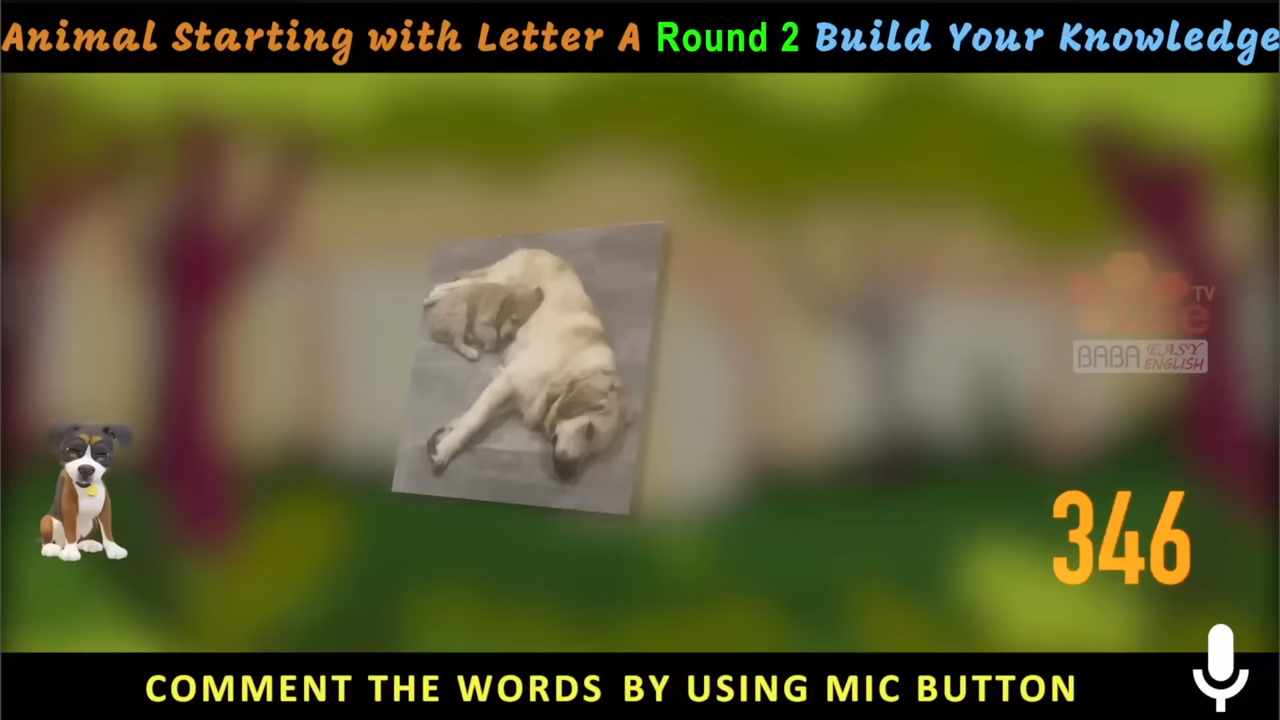 Animal Starting with Letter A Round 2 Build Your Knowledge
TV
BABA EASY ENGLISH
346
COMMENT THE WORDS BY USING MIC BUTTON